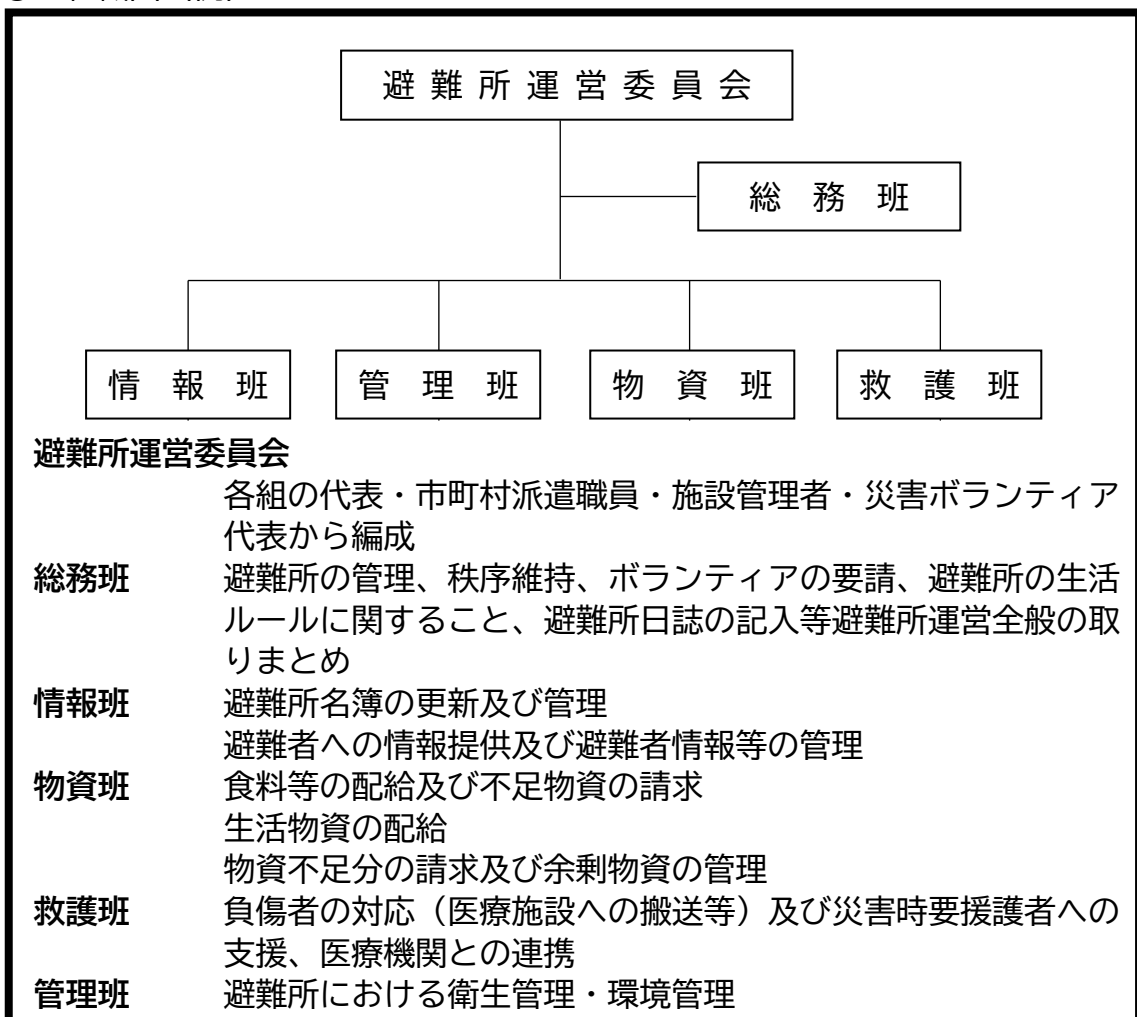 避難所運営委員会
総務班
情報班 管理班 物資班 救護班
避難所運営委員会
各組の代表・市町村派遣職員・施設管理者・災害ボランティア
代表から編成
総務班 避難所の管理、秩序維持、ボランティアの要請、避難所の生活
ルールに関すること、避難所日誌の記入等避難所運営全般の取
りまとめ
情報班 避難所名簿の更新及び管理
避難者への情報提供及び避難者情報等の管理
物資班 食料等の配給及び不足物資の請求
生活物資の配給
物資不足分の請求及び余剰物資の管理
救護班 負傷者の対応（医療施設への搬送等）及び災害時要援護者への
支援、医療機関との連携
管理班 避難所における衛生管理・環境管理